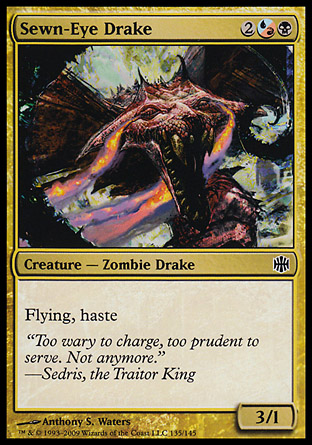 Sewn-Eye Drake 2
Creature — Zombie Drake
Flying, haste
“Too wary to charge, too prudent to
serve. Not anymore.”
—Sedris, the Traitor King
Anthony S. Waters
™ & © 1993-2009 Wizards of the Coast LLC 135/145
3/1